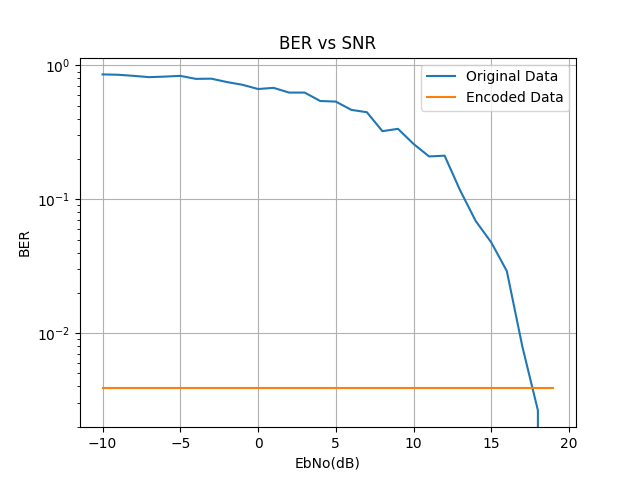 BER vs SNR
Original Data
Encoded Data
10⁰
10⁻¹
10⁻²
BER
−10
−5
0
5
10
15
20
EbNo(dB)